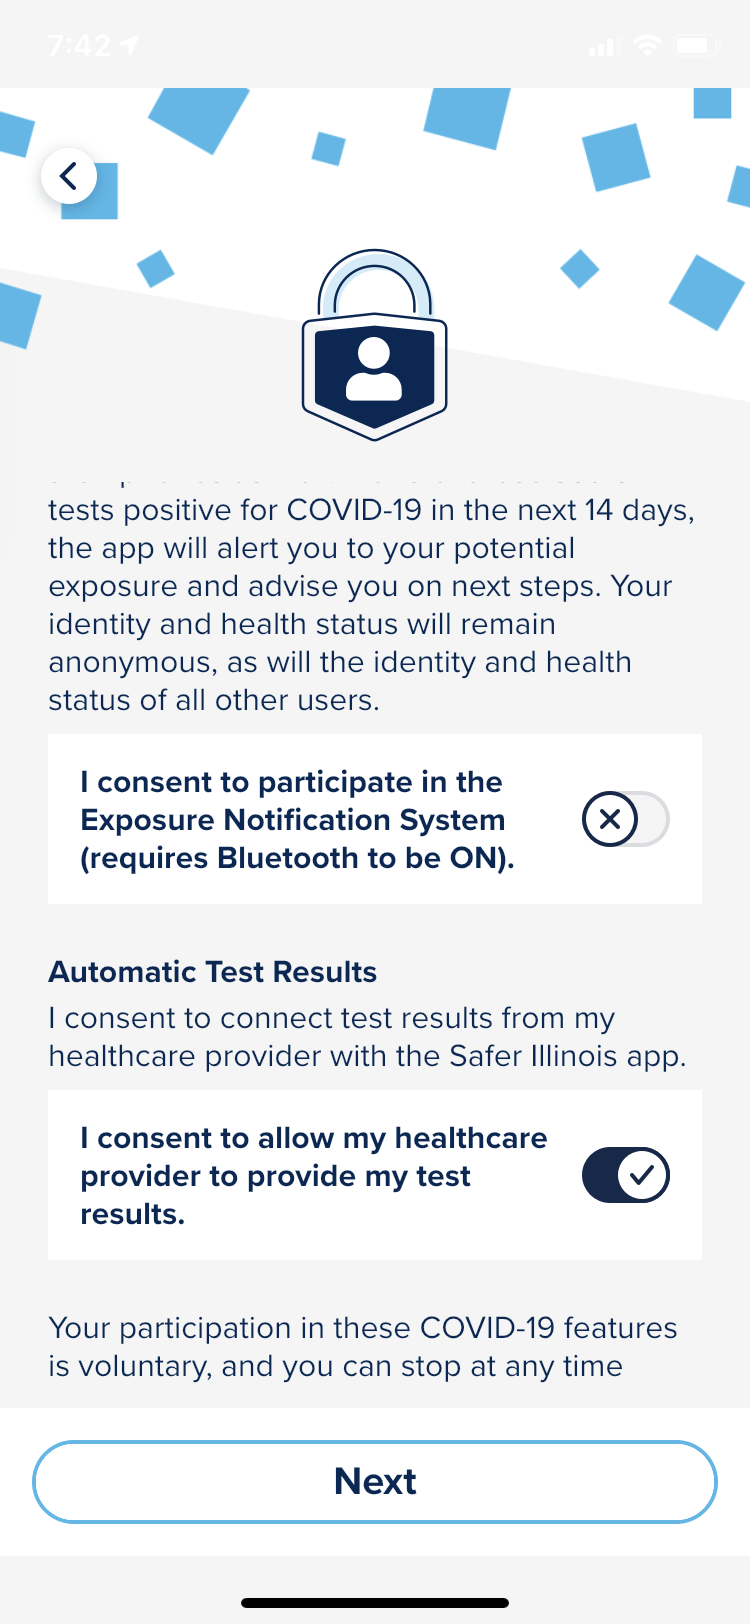 7:42
tests positive for COVID-19 in the next 14 days,
the app will alert you to your potential
exposure and advise you on next steps. Your
identity and health status will remain
anonymous, as will the identity and health
status of all other users.
I consent to participate in the
Exposure Notification System
(requires Bluetooth to be ON).
Automatic Test Results
I consent to connect test results from my
healthcare provider with the Safer Illinois app.
I consent to allow my healthcare
provider to provide my test
results.
Your participation in these COVID-19 features
is voluntary, and you can stop at any time
Next